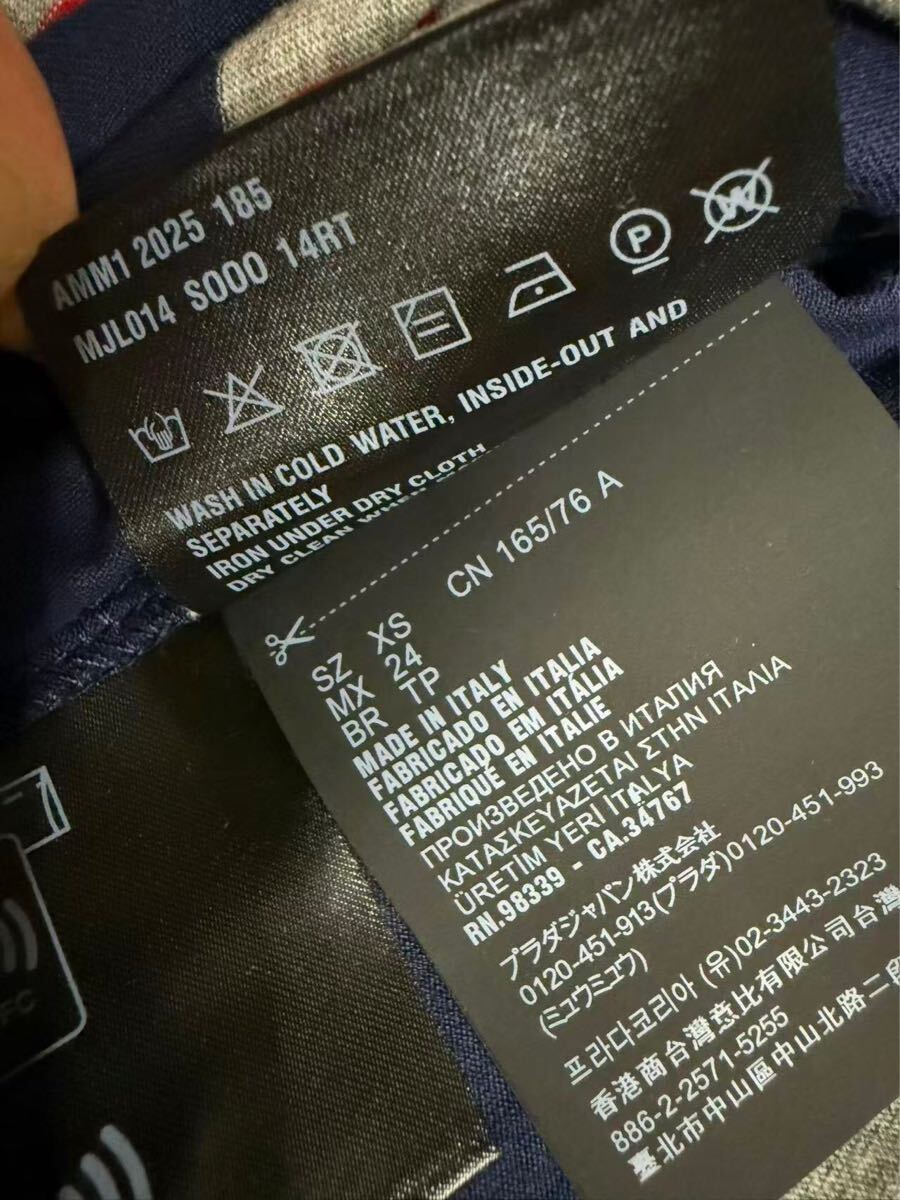 AMM1 2025 185
MJL014 S000 14RT
P
W
WASH IN COLD WATER, INSIDE-OUT AND
SEPARATELY
IRON UNDER DRY CLOTH
DRY CLEAN WHEN
CN 165/76 A
SZ XS
MX 24
BR TP
MADE IN ITALY
FABRICADO EN ITALIA
FABRICADO EM ITÁLIA
FABRIQUÉ EN ITALIE
ПРОИЗВЕДЕНО В ИТАЛИЯ
ΚΑΤΑΣΚΕΥΑΖΕΤΑΙ ΣΤΗΝ ΙΤΑΛΙΑ
ÜRETİM YERİ İTALYA
RN.98339 - CA.34767
プラダジャパン株式会社
0120-451-913(プラダ)0120-451-993
(ミュウミュウ)
프라다코리아 (유)02-3443-2323
香港商台灣意比有限公司台灣
886-2-2571-5255
臺北市中山區中山北路二段
FC